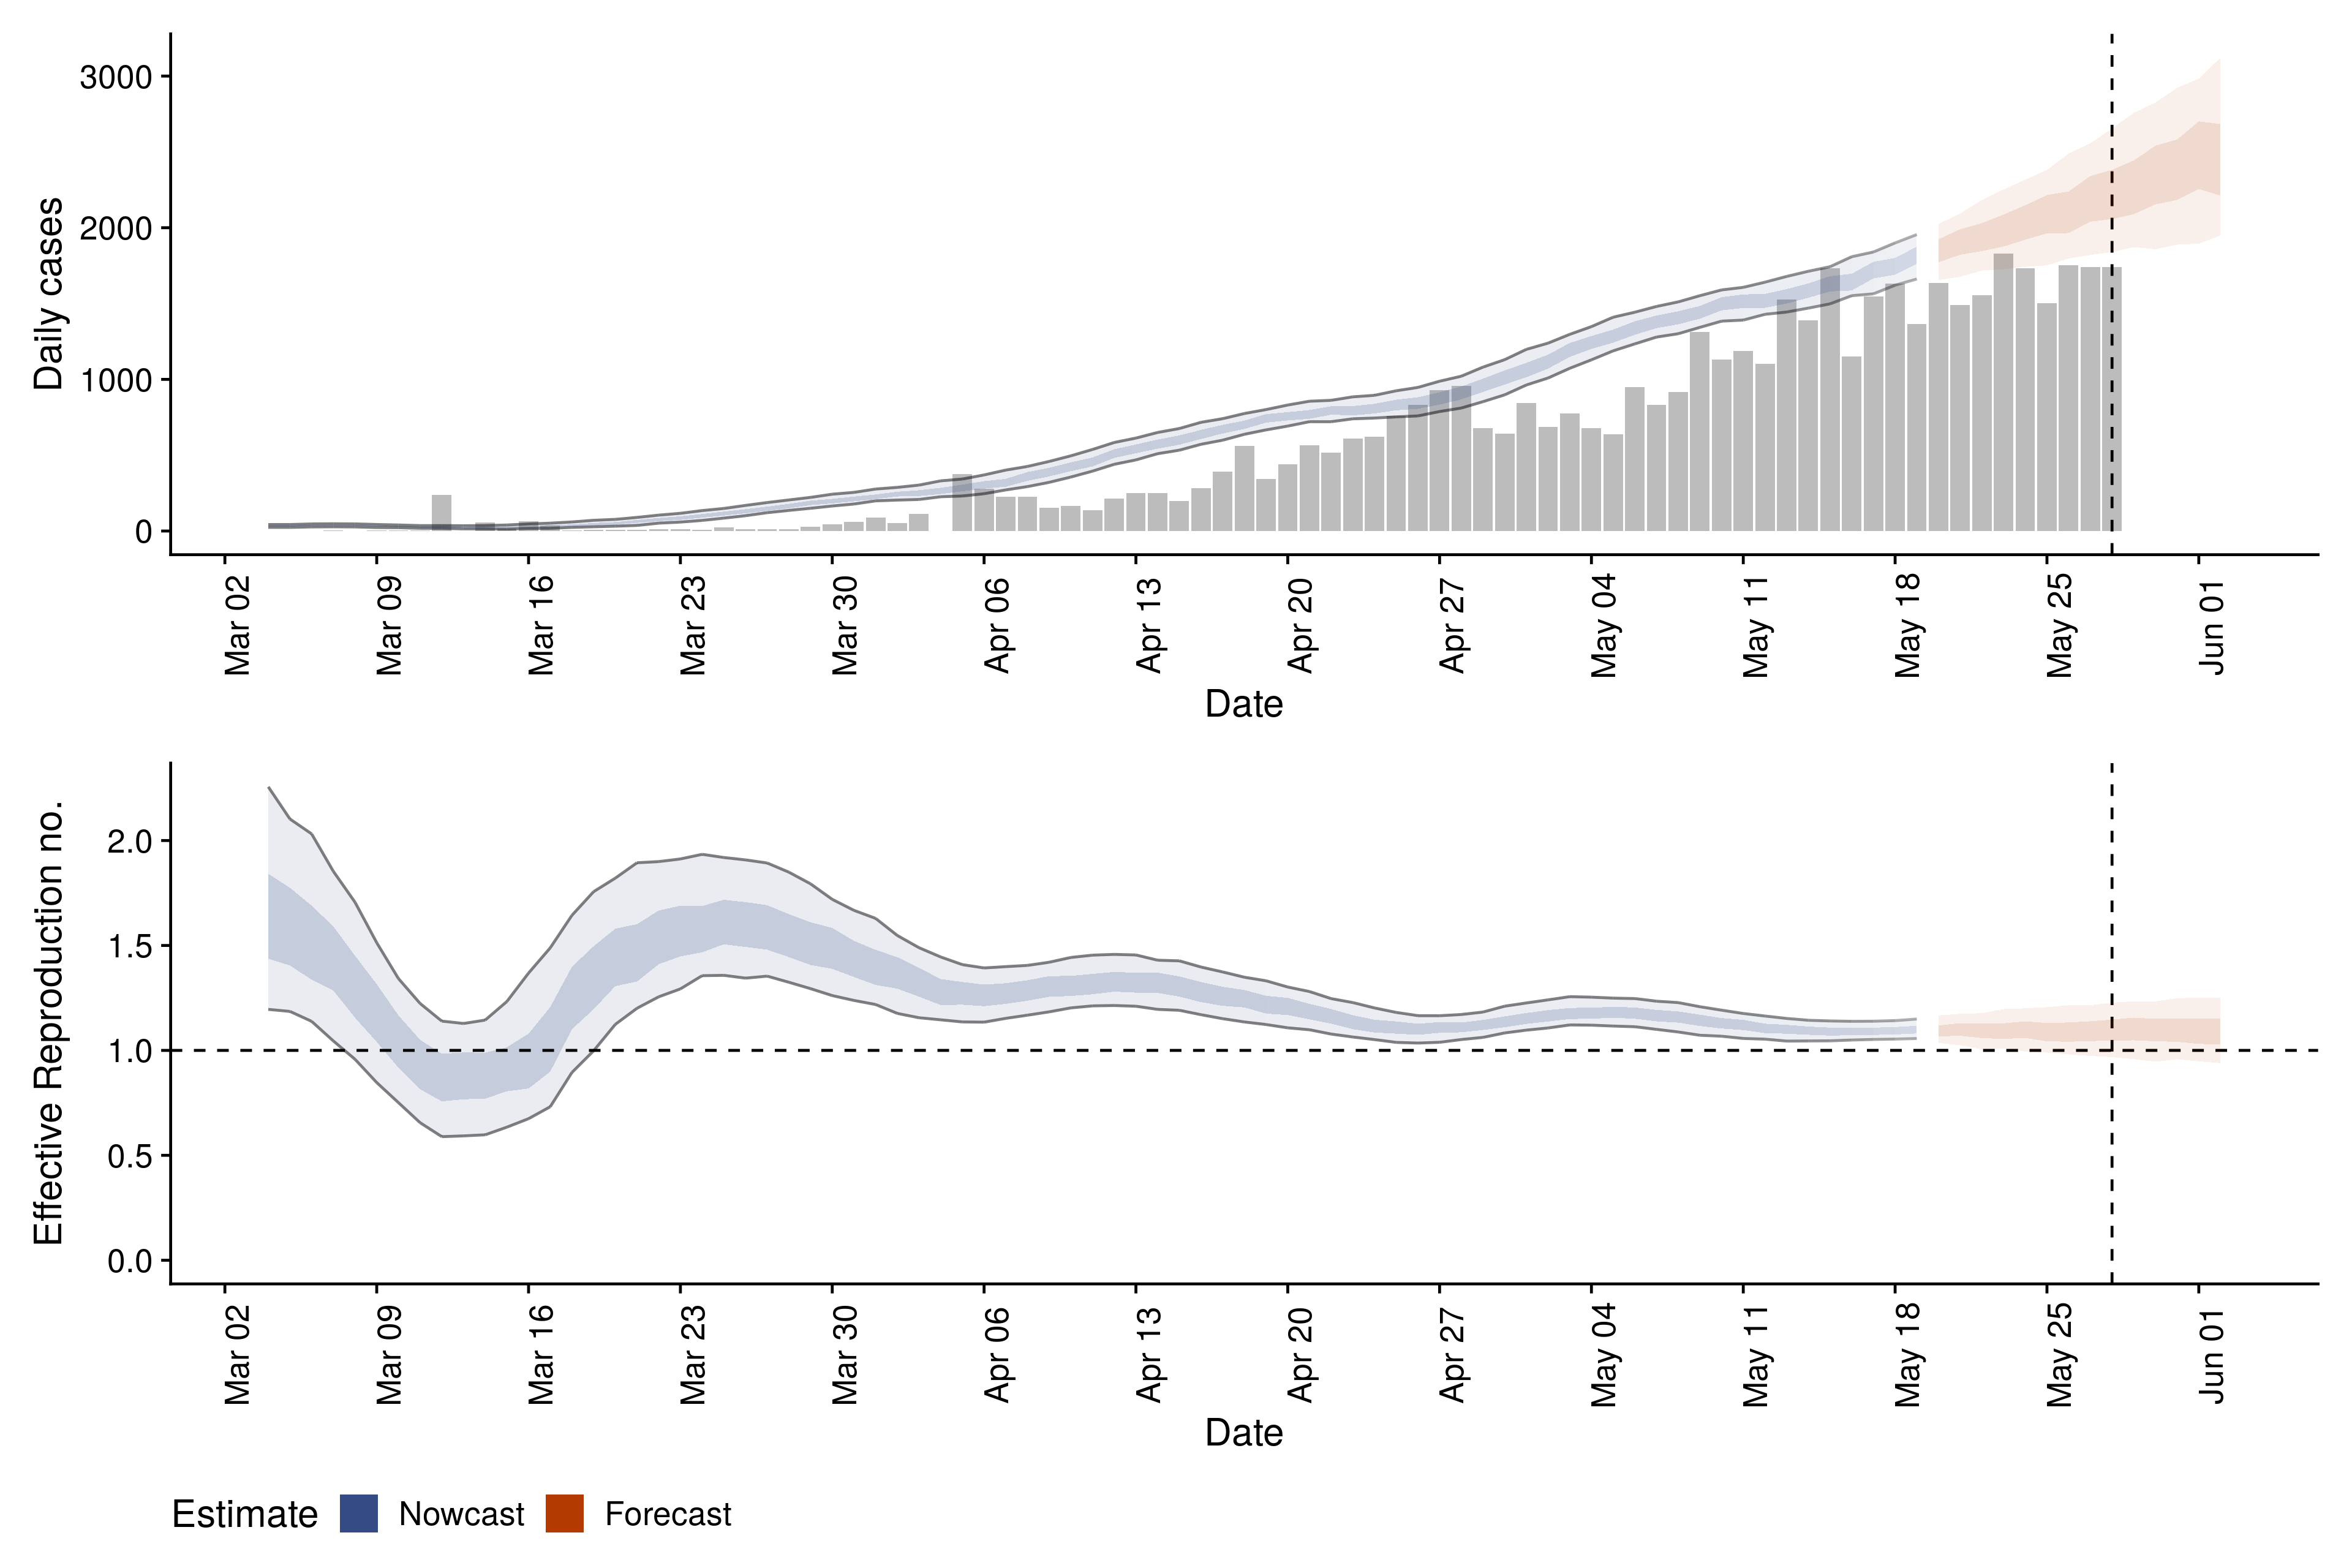 Daily cases
3000
2000
1000
0
Mar 02 Mar 09 Mar 16 Mar 23 Mar 30 Apr 06 Apr 13 Apr 20 Apr 27 May 04 May 11 May 18 May 25 Jun 01
Date
Effective Reproduction no.
2.0
1.5
1.0
0.5
0.0
Mar 02 Mar 09 Mar 16 Mar 23 Mar 30 Apr 06 Apr 13 Apr 20 Apr 27 May 04 May 11 May 18 May 25 Jun 01
Date
Estimate Nowcast Forecast